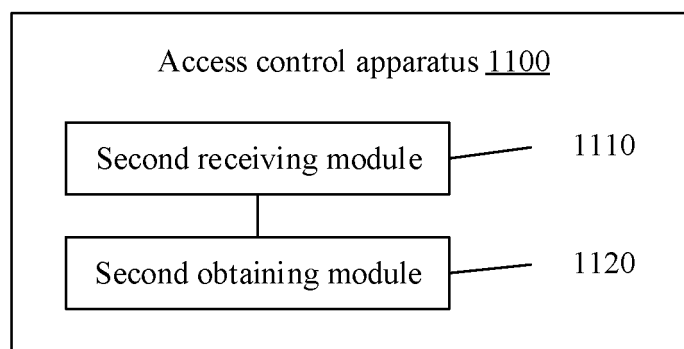 Access control apparatus 1100
Second receiving module 1110
Second obtaining module 1120